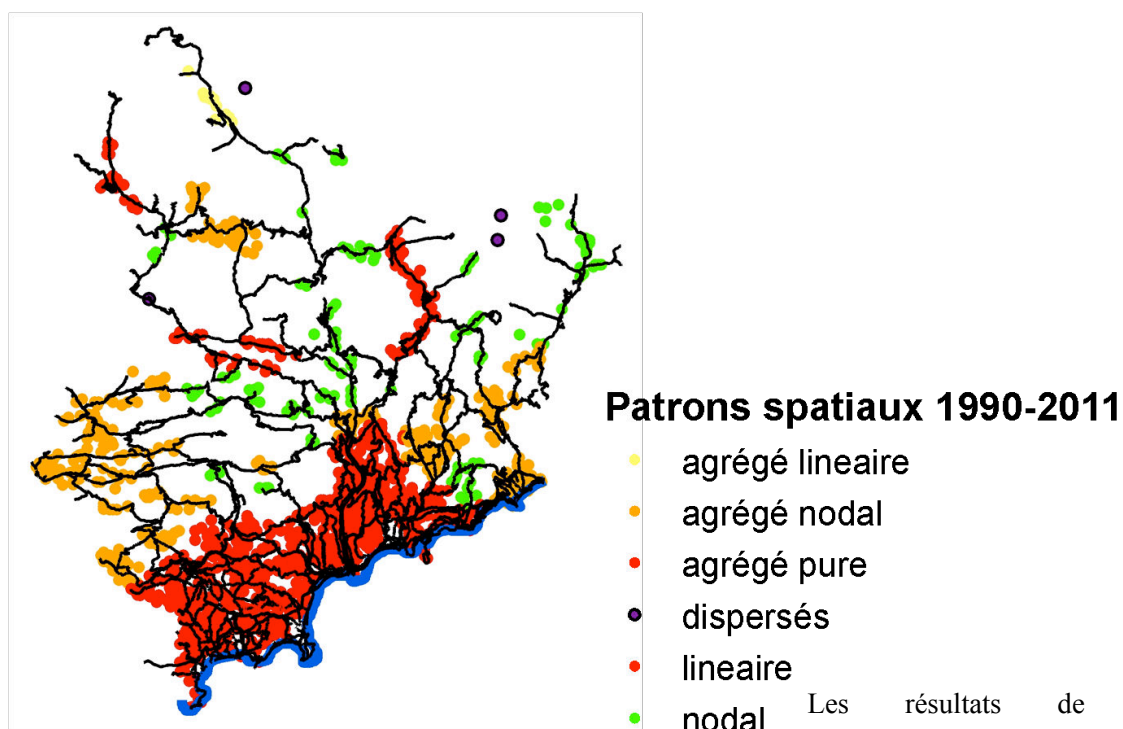 Patrons spatiaux 1990-2011
agrégé lineaire
agrégé nodal
agrégé pure
dispersés
lineaire
nodal
Les résultats de